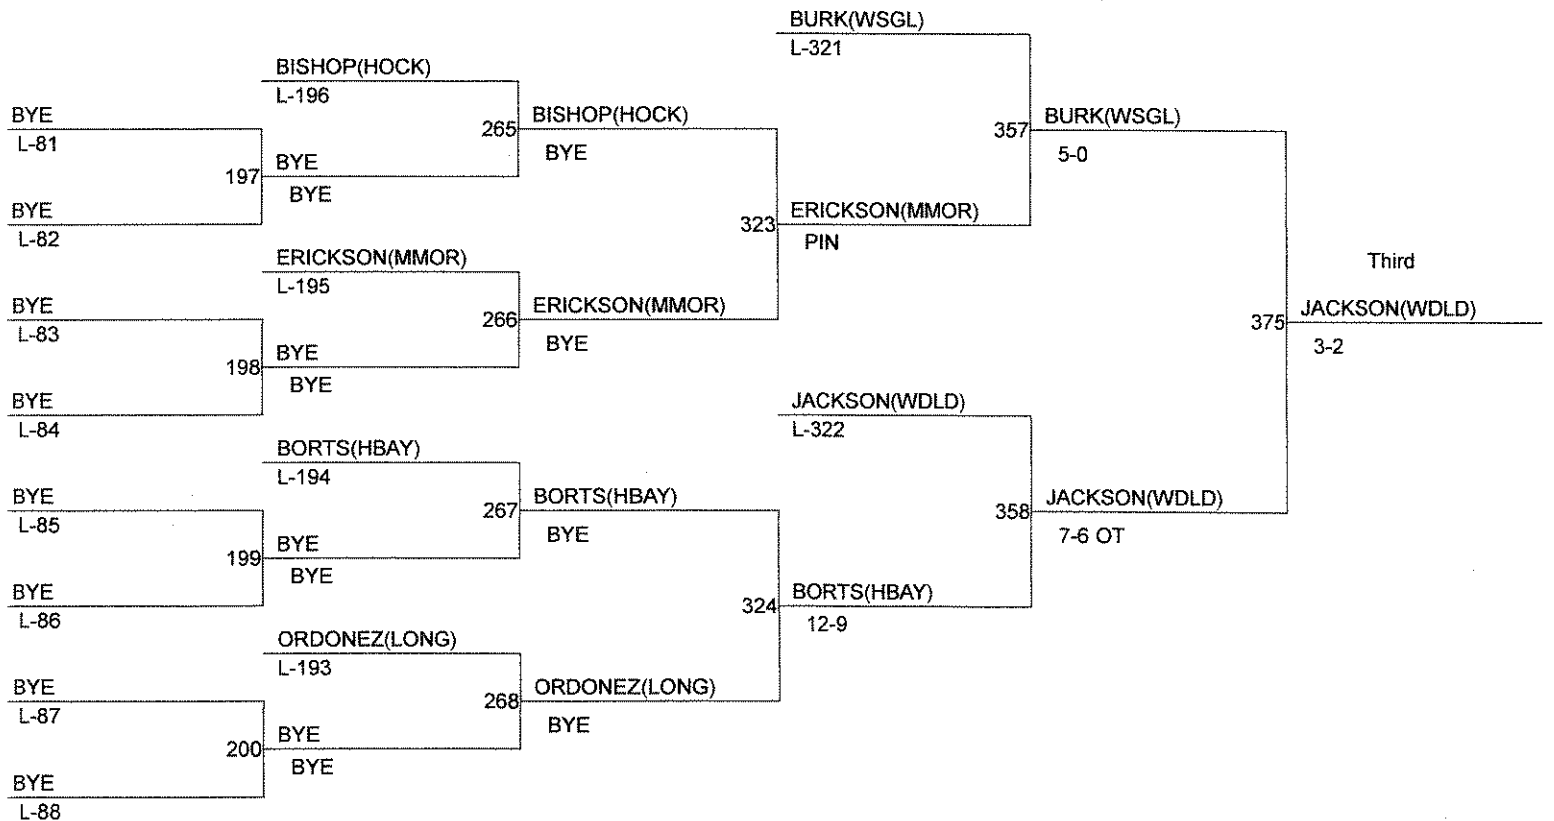 BURK(WSGL)
L-321
BISHOP(HOCK)
L-196
BYE
L-81
265
BISHOP(HOCK)
BYE
357
BURK(WSGL)
5-0
197
BYE
BYE
BYE
L-82
323
ERICKSON(MMOR)
PIN
ERICKSON(MMOR)
L-195
Third
BYE
L-83
266
ERICKSON(MMOR)
BYE
375
JACKSON(WDLD)
3-2
198
BYE
BYE
BYE
L-84
JACKSON(WDLD)
L-322
BORTS(HBAY)
L-194
BYE
L-85
267
BORTS(HBAY)
BYE
358
JACKSON(WDLD)
7-6 OT
199
BYE
BYE
BYE
L-86
324
BORTS(HBAY)
12-9
ORDONEZ(LONG)
L-193
BYE
L-87
268
ORDONEZ(LONG)
BYE
200
BYE
BYE
BYE
L-88